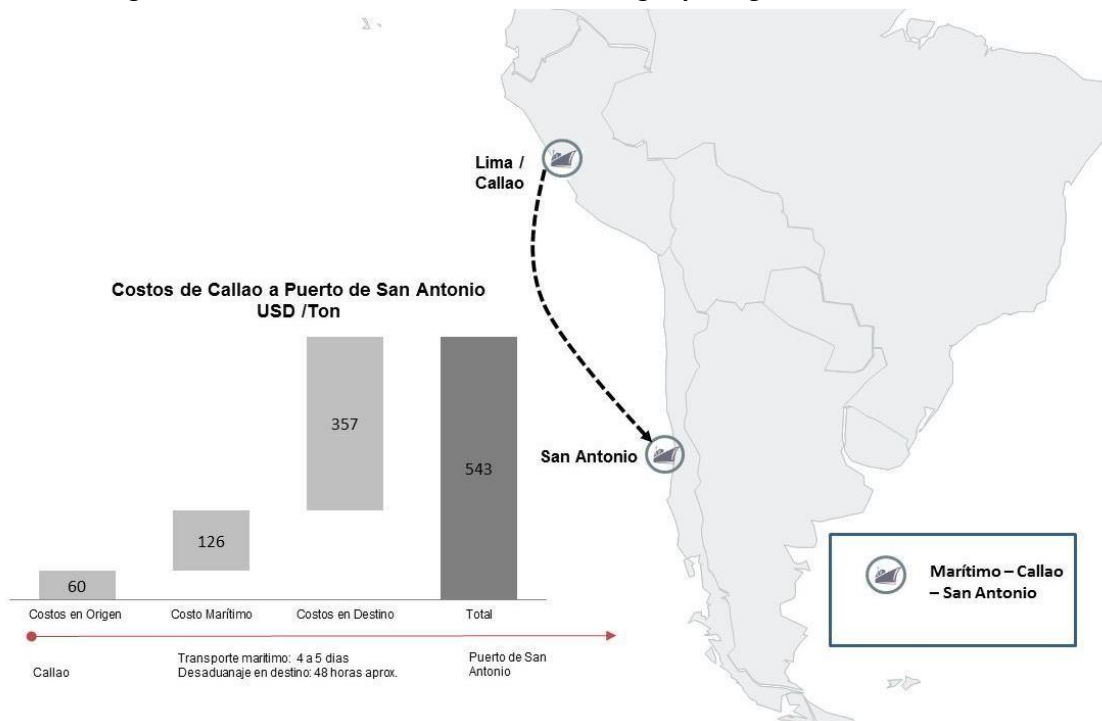 Lima /
Callao
Costos de Callao a Puerto de San Antonio
USD /Ton
357
543
126
60
San Antonio
Costos en Origen
Costo Marítimo
Costos en Destino
Total
Callao
Transporte marítimo: 4 a 5 dias
Desaduanaje en destino: 48 horas aprox.
Puerto de San
Antonio
Marítimo – Callao
– San Antonio